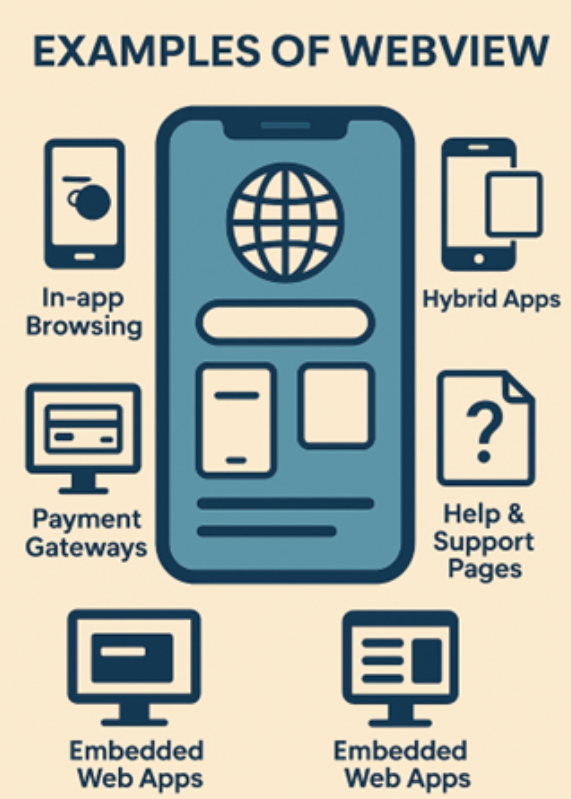 EXAMPLES OF WEBVIEW
In-app
Browsing
Hybrid Apps
Payment
Gateways
Help &
Support
Pages
Embedded
Web Apps
Embedded
Web Apps